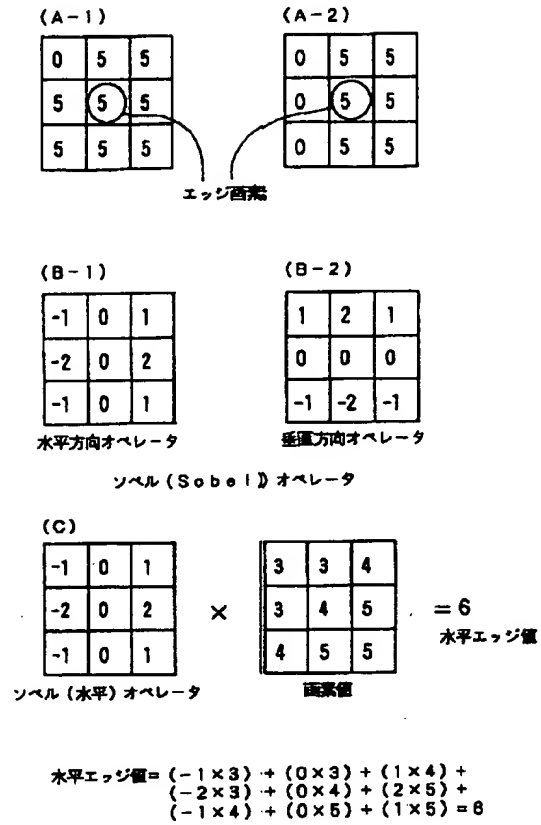 (A-1) (A-2)
0 5 5 0 5 5
5 5 5 0 5 5
5 5 5 0 5 5
エッジ画素
(B-1) (B-2)
-1 0 1 1 2 1
-2 0 2 0 0 0
-1 0 1 -1 -2 -1
水平方向オペレータ 垂直方向オペレータ
ソベル (Sobel)) オペレータ
(C)
-1 0 1 3 3 4
-2 0 2 × 3 4 5 = 6
-1 0 1 4 5 5
水平エッジ値
ソベル (水平) オペレータ 画素値
水平エッジ値= (-1×3) + (0×3) + (1×4) +
(-2×3) + (0×4) + (2×5) +
(-1×4) + (0×5) + (1×5) = 6